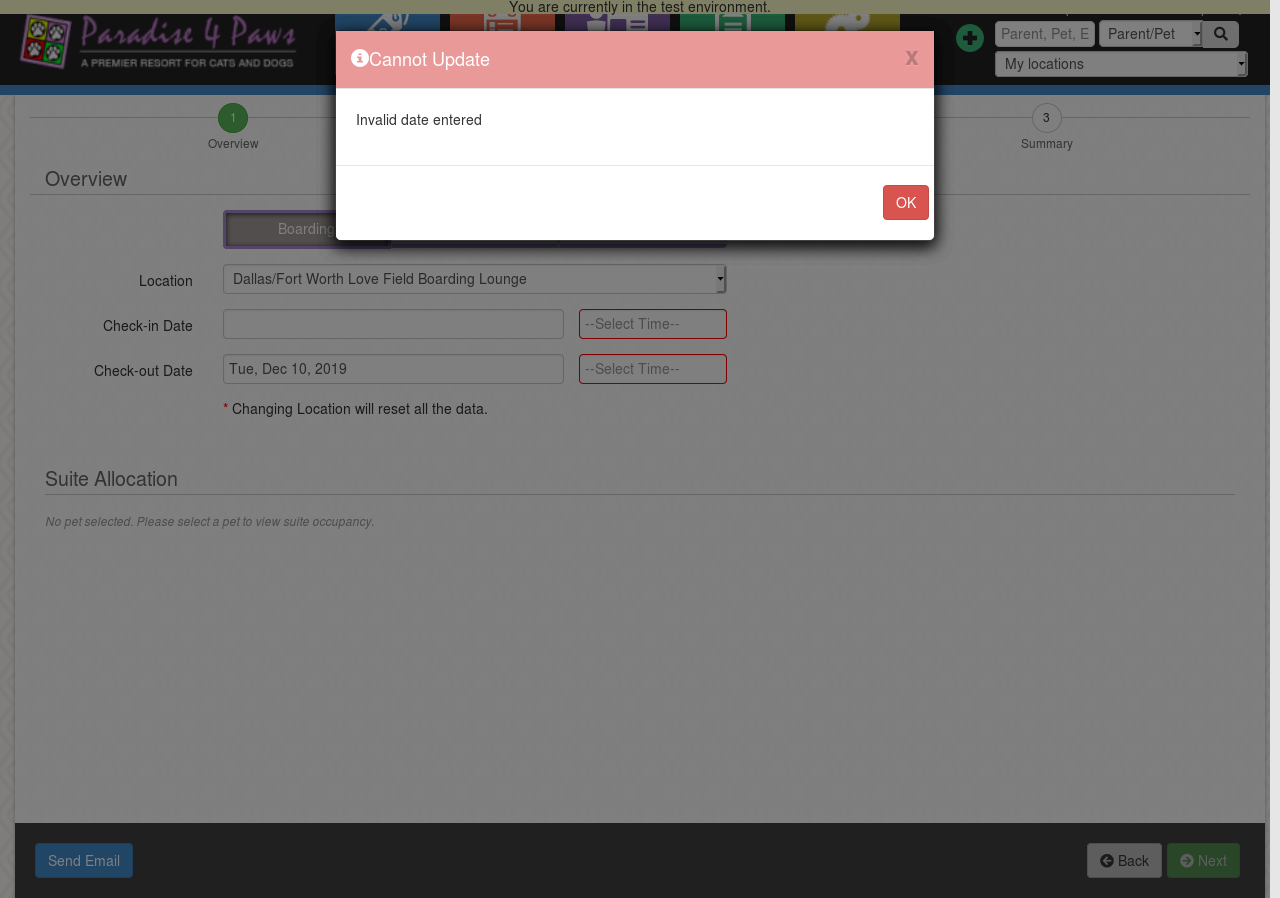 You are currently in the test environment.
Paradise 4 Paws
A PREMIER RESORT FOR CATS AND DOGS
Parent, Pet, E
Parent/Pet
My locations
Cannot Update
X
Invalid date entered
OK
1
Overview
3
Summary
Overview
Boarding
Location
Dallas/Fort Worth Love Field Boarding Lounge
Check-in Date
--Select Time--
Check-out Date
Tue, Dec 10, 2019
--Select Time--
* Changing Location will reset all the data.
Suite Allocation
No pet selected. Please select a pet to view suite occupancy.
Send Email
Back
Next